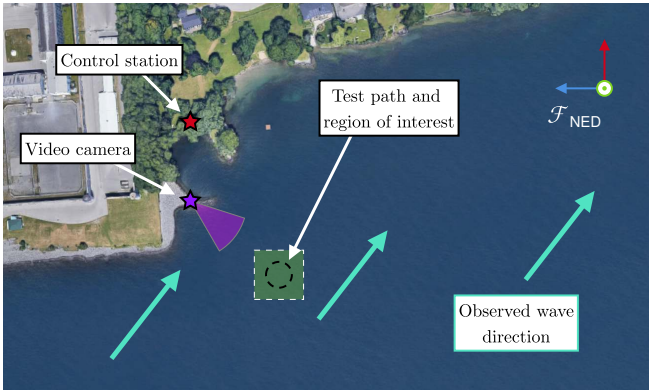 Control station
Test path and
region of interest
ℱ NED
Video camera
Observed wave
direction